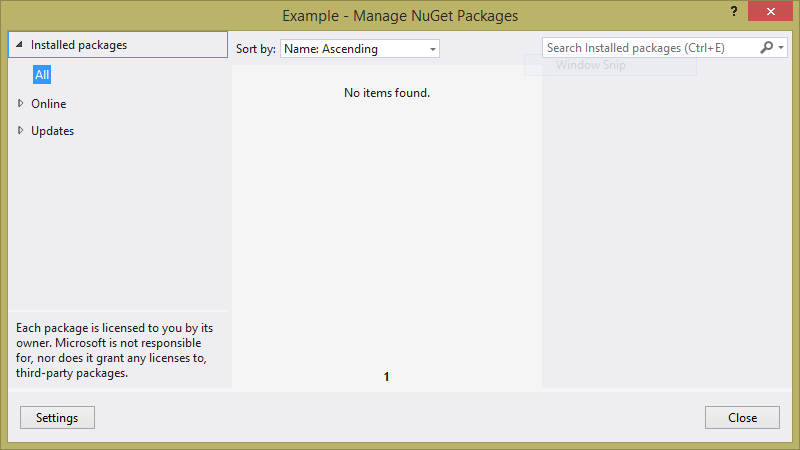 Example - Manage NuGet Packages
?
Installed packages
All
Online
Updates
Sort by: Name: Ascending
Search Installed packages (Ctrl+E)
Window Snip
No items found.
Each package is licensed to you by its
owner. Microsoft is not responsible
for, nor does it grant any licenses to,
third-party packages.
1
Settings
Close